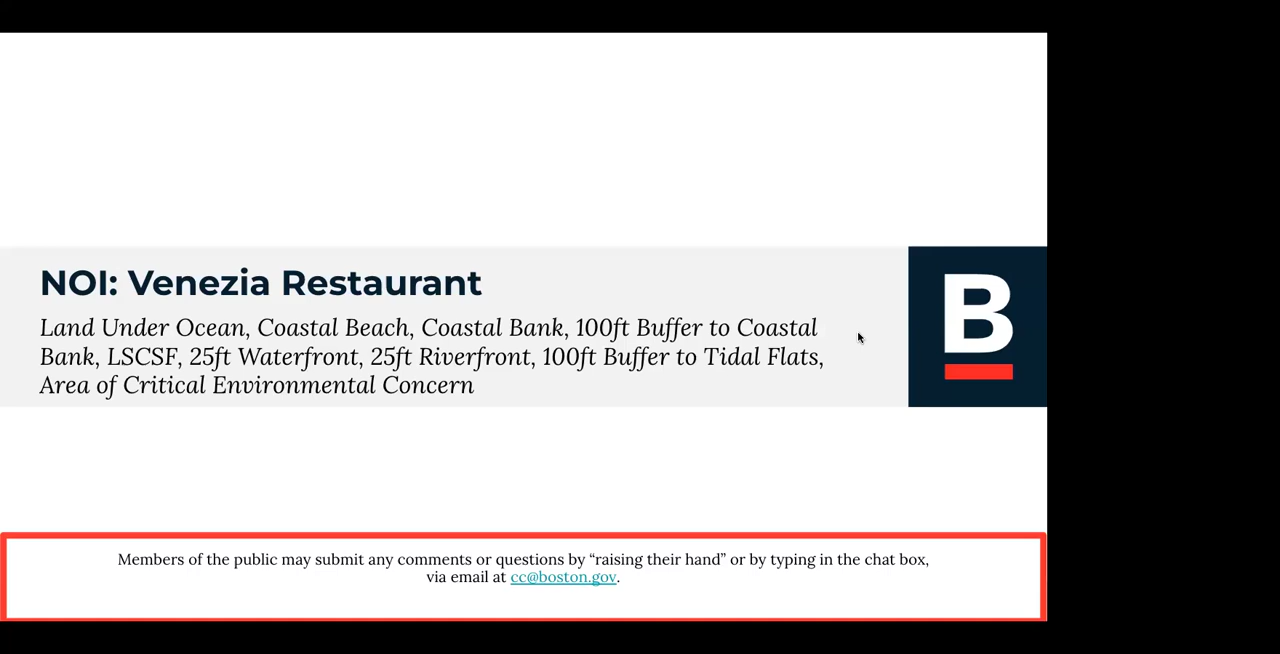 NOI: Venezia Restaurant
Land Under Ocean, Coastal Beach, Coastal Bank, 100ft Buffer to Coastal
Bank, LSCSF, 25ft Waterfront, 25ft Riverfront, 100ft Buffer to Tidal Flats,
Area of Critical Environmental Concern
B
Members of the public may submit any comments or questions by “raising their hand” or by typing in the chat box,
via email at cc@boston.gov.